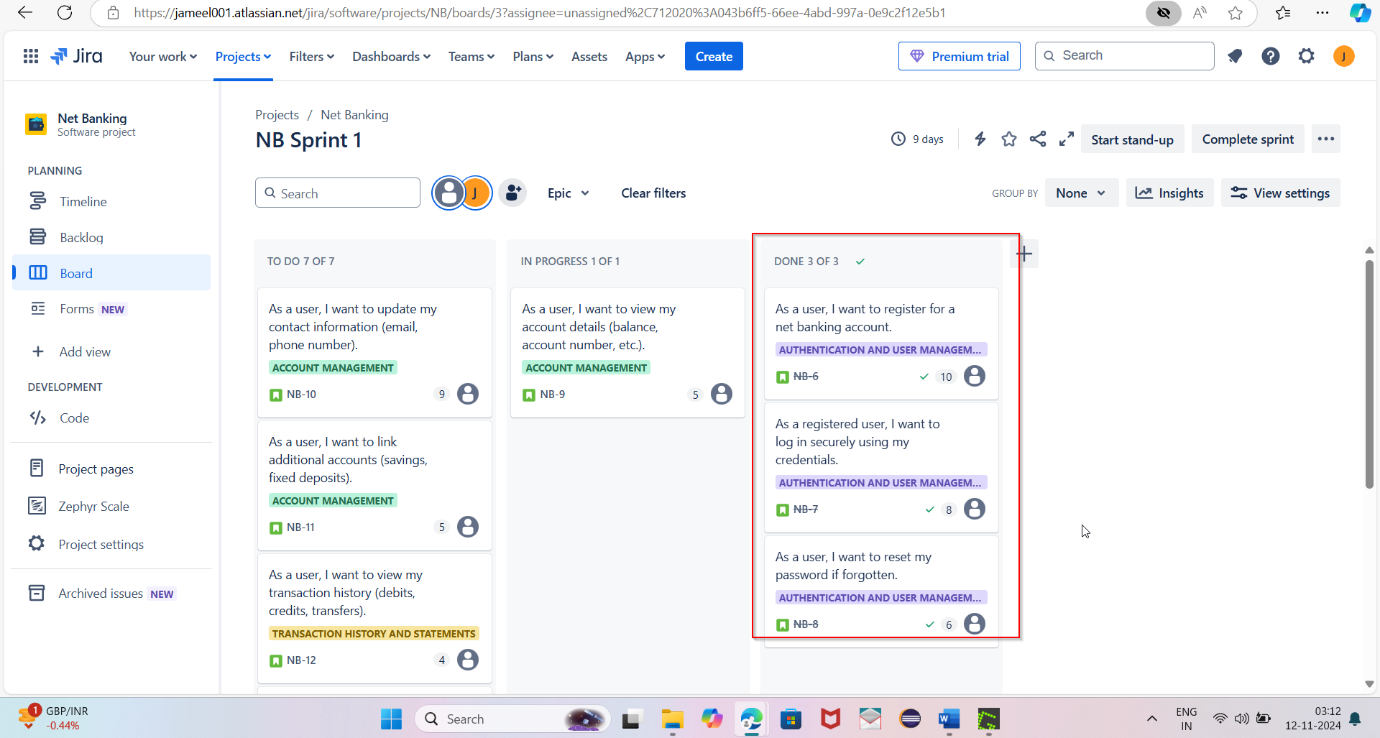 https://jameel001.atlassian.net/jira/software/projects/NB/boards/3?assignee=unassigned%2C712020%3A043b6ff5-66ee-4abd-997a-0e9c2f12e5b1
Jira
Your work
Projects
Filters
Dashboards
Teams
Plans
Assets
Apps
Create
Premium trial
Search
J
Net Banking
Software project
PLANNING
Timeline
Backlog
Board
Forms NEW
Add view
DEVELOPMENT
Code
Project pages
Zephyr Scale
Project settings
Archived issues NEW
Projects / Net Banking
NB Sprint 1
9 days
Start stand-up
Complete sprint
Search
J
Epic
Clear filters
GROUP BY
None
Insights
View settings
TO DO 7 OF 7
As a user, I want to update my
contact information (email,
phone number).
ACCOUNT MANAGEMENT
NB-10
9
As a user, I want to link
additional accounts (savings,
fixed deposits).
ACCOUNT MANAGEMENT
NB-11
5
As a user, I want to view my
transaction history (debits,
credits, transfers).
TRANSACTION HISTORY AND STATEMENTS
NB-12
4
IN PROGRESS 1 OF 1
As a user, I want to view my
account details (balance,
account number, etc.).
ACCOUNT MANAGEMENT
NB-9
5
DONE 3 OF 3
As a user, I want to register for a
net banking account.
AUTHENTICATION AND USER MANAGEM...
NB-6
10
As a registered user, I want to
log in securely using my
credentials.
AUTHENTICATION AND USER MANAGEM...
NB-7
8
As a user, I want to reset my
password if forgotten.
AUTHENTICATION AND USER MANAGEM...
NB-8
6
1
GBP/INR
-0.44%
Search
ENG
IN
03:12
12-11-2024